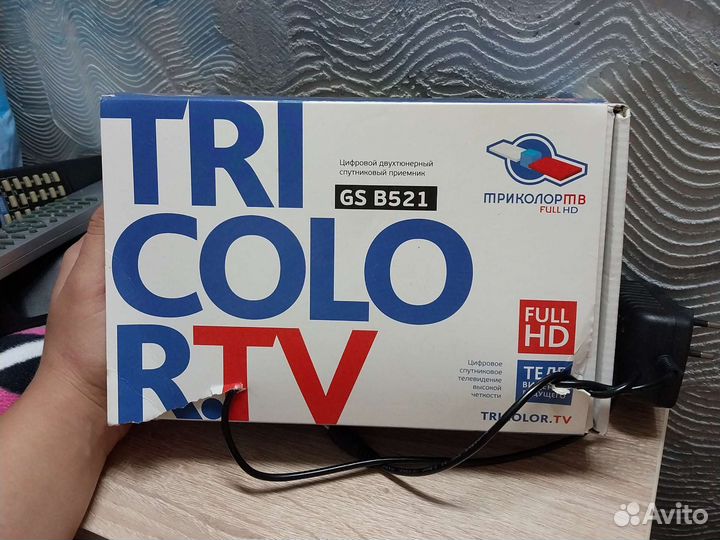 TRI
COLO
R.TV
Цифровой двухтюнерный
спутниковый приемник
GS B521
ТРИКОЛОРТВ
FULL HD
FULL
HD
Цифровое
спутниковое
телевидение
высокой
четкости
ТЕЛЕ
TRICOLOR.TV
Avito